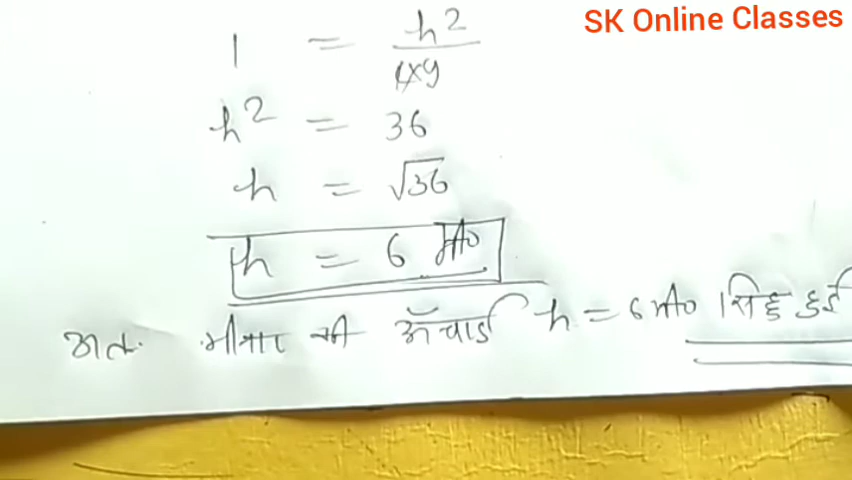 SK Online Classes
1 = h²/4×9
h² = 36
h = √36
h = 6 मी०
अतः मीनार की ऊँचाई h = 6 मी० सिद्ध हुई